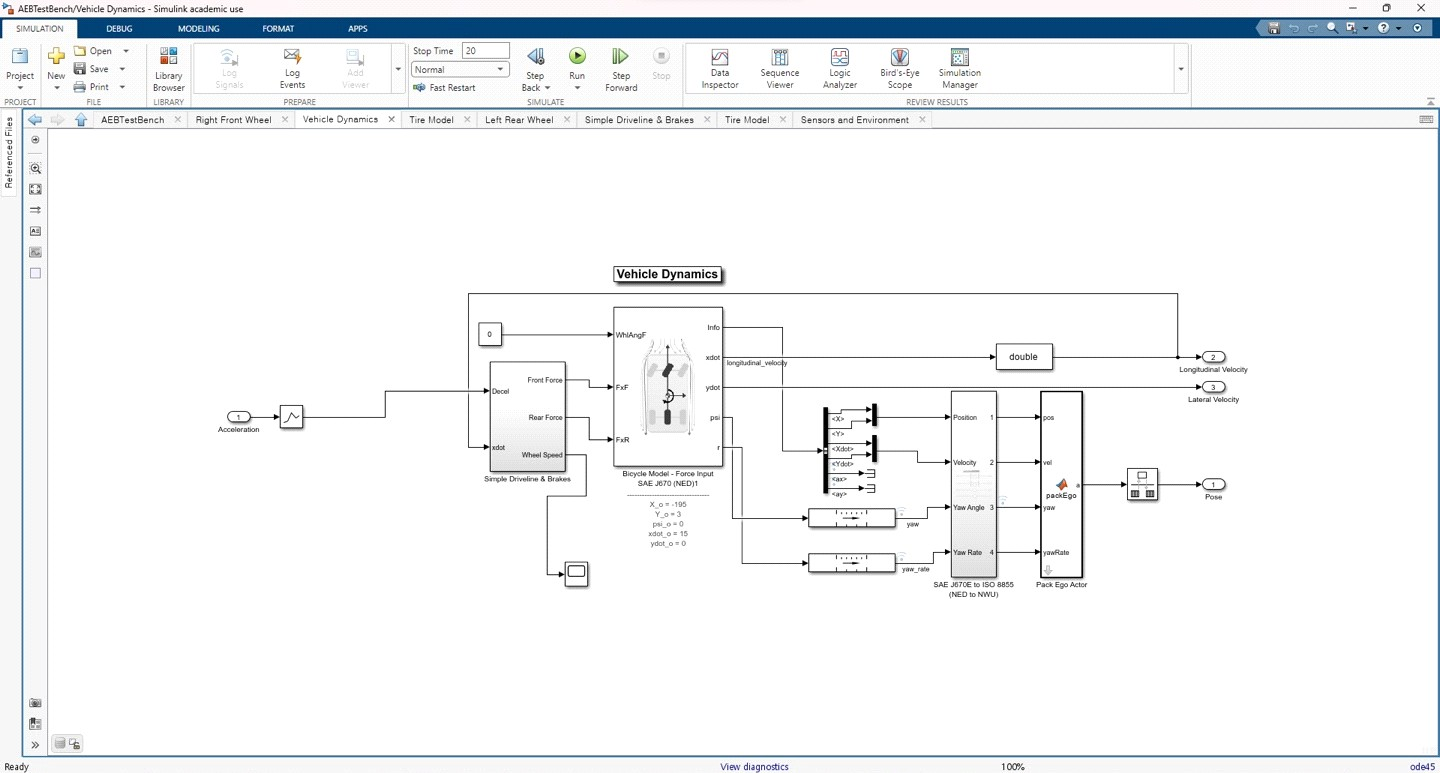 AEBTestBench/Vehicle Dynamics - Simulink academic use
SIMULATION DEBUG MODELING FORMAT APPS
Project
New
Open
Save
Print
Library
Browser
Log
Signals
Log
Events
Add
Viewer
Stop Time 20
Normal
Fast Restart
Step
Back
Run
Step
Forward
Stop
Data
Inspector
Sequence
Viewer
Logic
Analyzer
Bird's-Eye
Scope
Simulation
Manager
PROJECT FILE LIBRARY PREPARE SIMULATE REVIEW RESULTS
Referenced Files
AEBTestBench Right Front Wheel Vehicle Dynamics Tire Model Left Rear Wheel Simple Driveline & Brakes Tire Model Sensors and Environment
Vehicle Dynamics
1
Acceleration
0
Decel
xdot
Front Force
Rear Force
Wheel Speed
Simple Driveline & Brakes
WhlAngF
FxF
FxR
Info
xdot
ydot
psi
r
Bicycle Model - Force Input
SAE J670 (NED)1
X_o = -195
Y_o = 3
psi_o = 0
xdot_o = 15
ydot_o = 0
longitudinal_velocity
double
2
Longitudinal Velocity
3
Lateral Velocity
<X>
<Y>
<Xdot>
<Ydot>
<ax>
<ay>
yaw
yaw_rate
Position 1
Velocity 2
Yaw Angle 3
Yaw Rate 4
SAE J670E to ISO 8855
(NED to NWU)
pos
vel
yaw
yawRate
packEgo
a
Pack Ego Actor
1
Pose
Ready View diagnostics 100% ode45